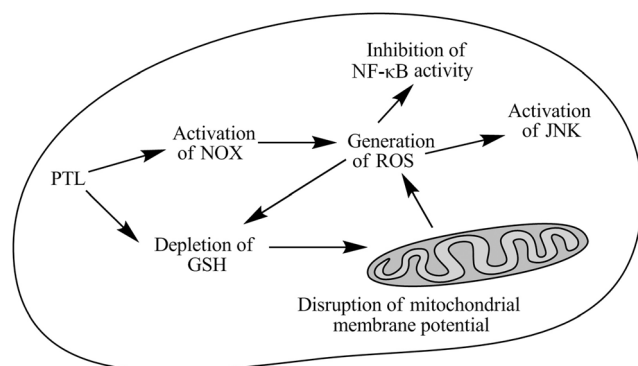 Inhibition of
NF-κB activity
Activation
of JNK
Activation
of NOX
Generation
of ROS
PTL
Depletion of
GSH
Disruption of mitochondrial
membrane potential